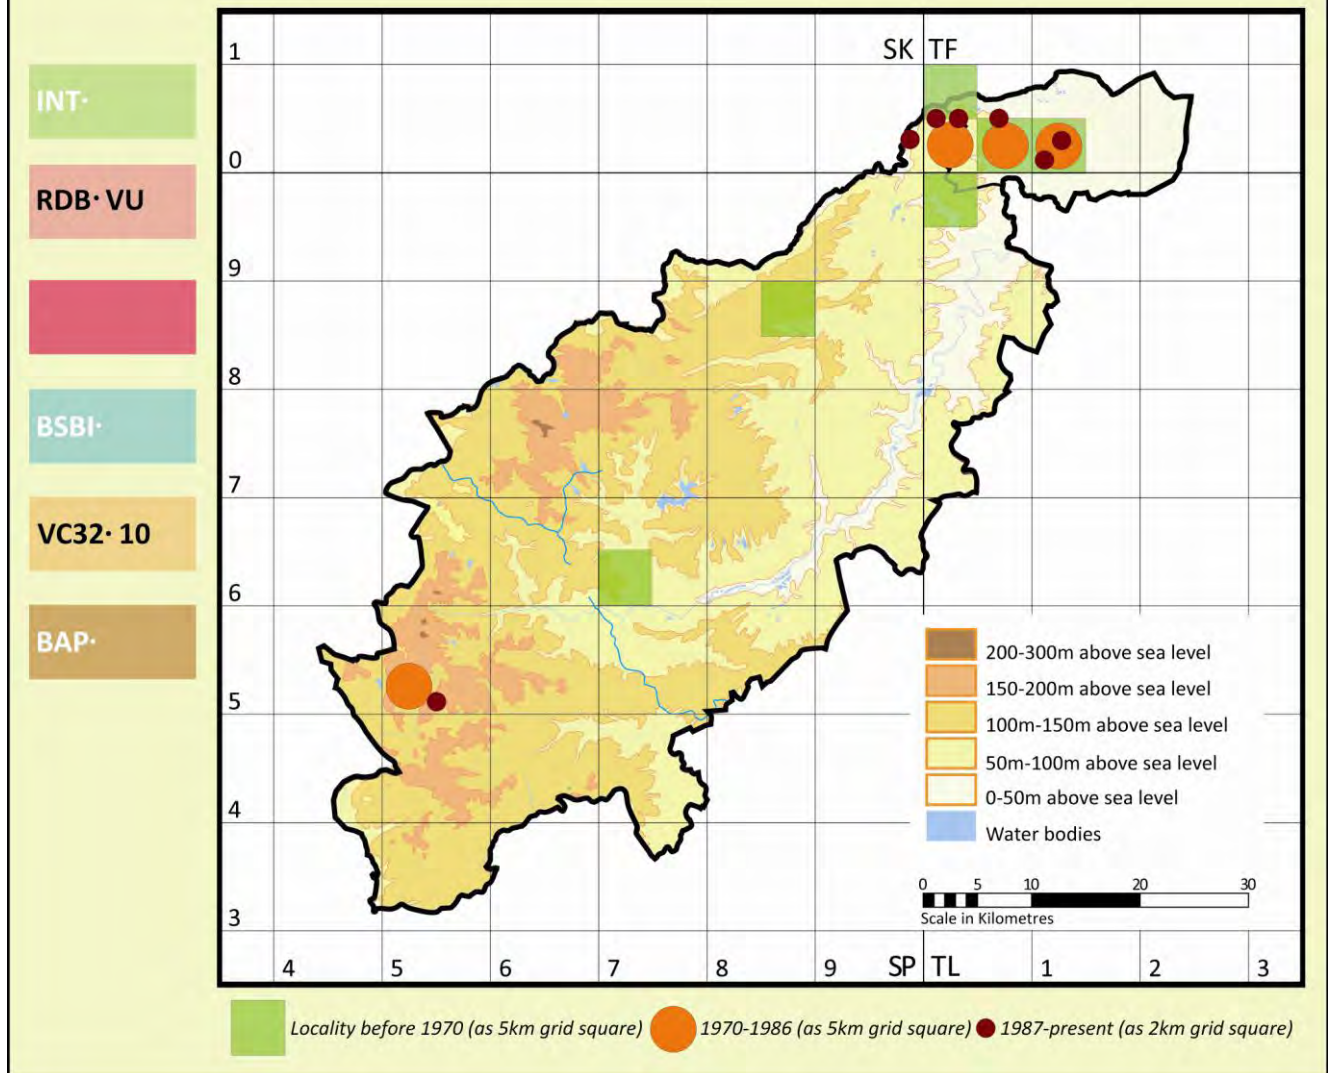 INT·
RDB· VU
BSBI·
VC32· 10
BAP·
SK TF
1
0
9
8
7
6
5
4
3
200-300m above sea level
150-200m above sea level
100m-150m above sea level
50m-100m above sea level
0-50m above sea level
Water bodies
0 5 10 20 30
Scale in Kilometres
4 5 6 7 8 9 SP TL 1 2 3
Locality before 1970 (as 5km grid square) 1970-1986 (as 5km grid square) 1987-present (as 2km grid square)